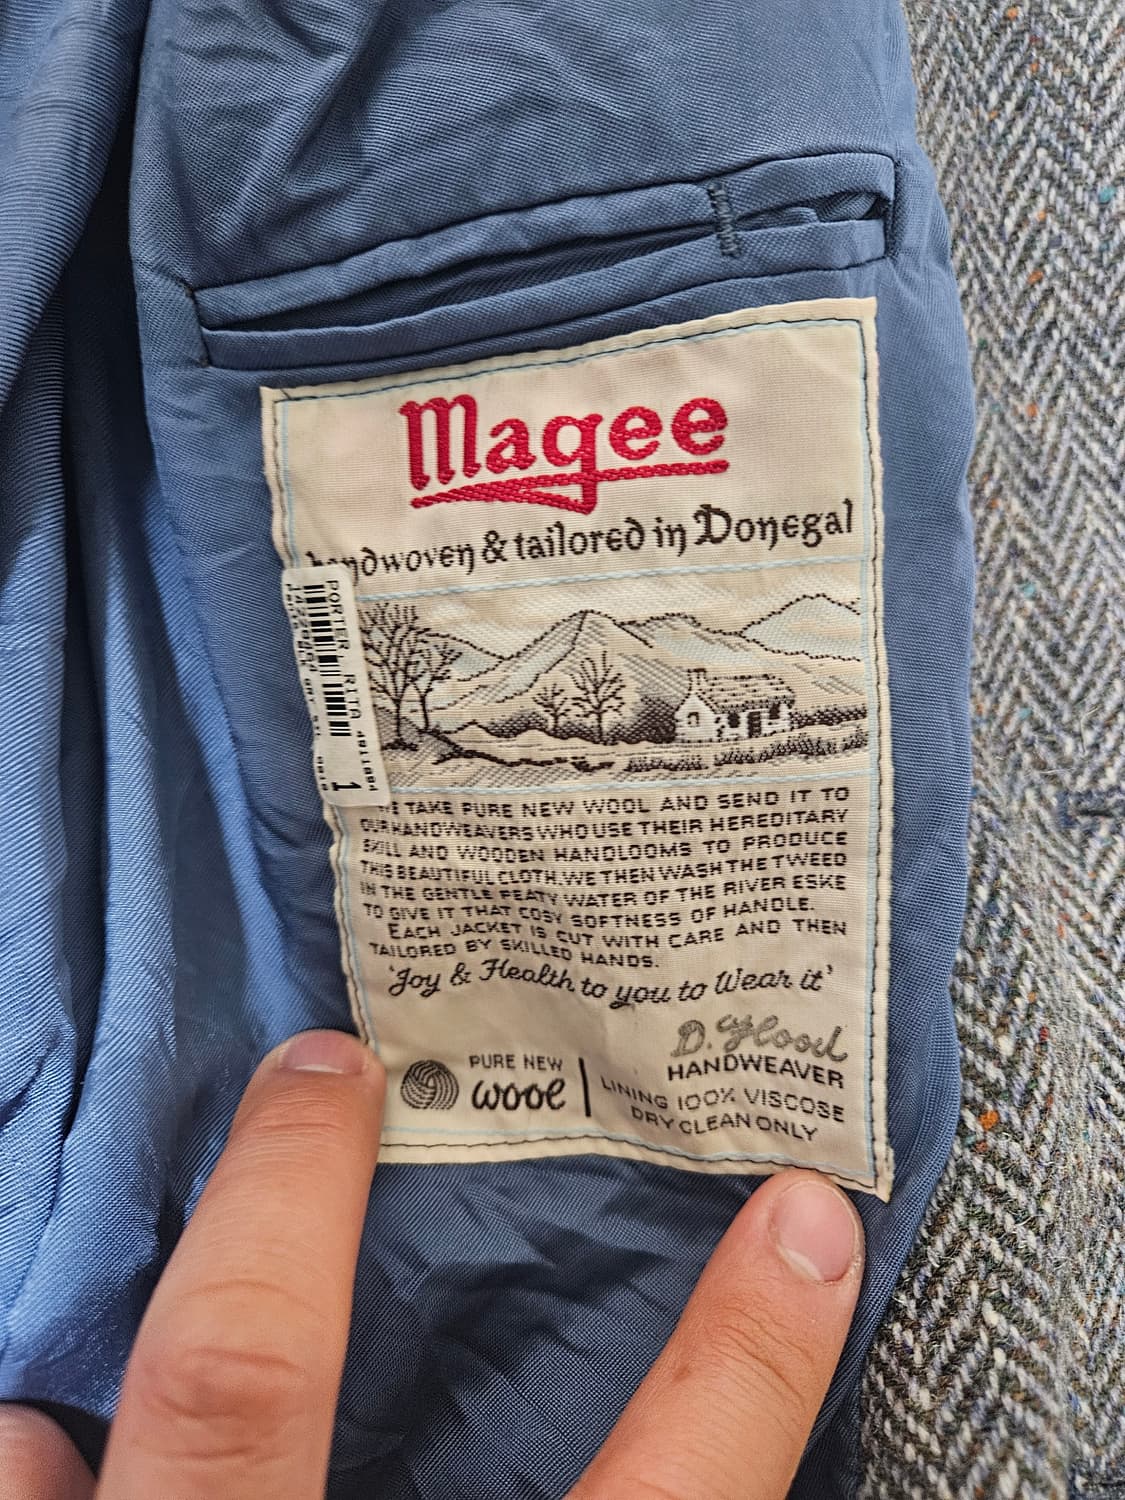 Magee
handwoven & tailored in Donegal
PORTER RITA
1
WE TAKE PURE NEW WOOL AND SEND IT TO
OUR HANDWEAVERS WHO USE THEIR HEREDITARY
SKILL AND WOODEN HANDLOOMS TO PRODUCE
THIS BEAUTIFUL CLOTH. WE THEN WASH THE TWEED
IN THE GENTLE PEATY WATER OF THE RIVER ESKE
TO GIVE IT THAT COSY SOFTNESS OF HANDLE.
EACH JACKET IS CUT WITH CARE AND THEN
TAILORED BY SKILLED HANDS.
'Joy & Health to you to Wear it'
D. Flood
HANDWEAVER
PURE NEW
wool
LINING 100% VISCOSE
DRY CLEAN ONLY